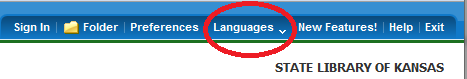 Sign In | Folder | Preferences | Languages | New Features! | Help | Exit
STATE LIBRARY OF KANSAS